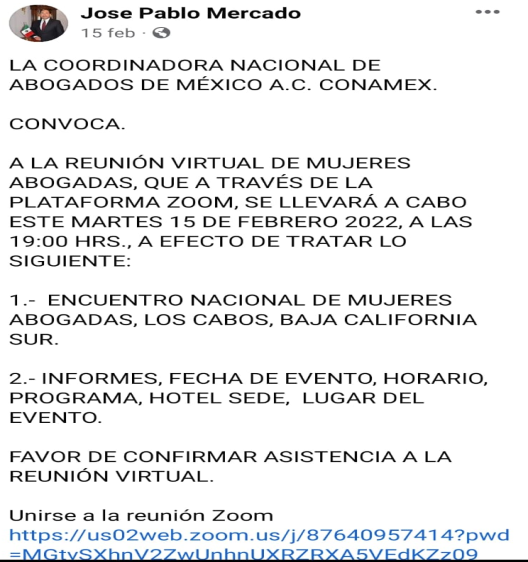 Jose Pablo Mercado
15 feb ·
LA COORDINADORA NACIONAL DE
ABOGADOS DE MÉXICO A.C. CONAMEX.
CONVOCA.
A LA REUNIÓN VIRTUAL DE MUJERES
ABOGADAS, QUE A TRAVÉS DE LA
PLATAFORMA ZOOM, SE LLEVARÁ A CABO
ESTE MARTES 15 DE FEBRERO 2022, A LAS
19:00 HRS., A EFECTO DE TRATAR LO
SIGUIENTE:
1.- ENCUENTRO NACIONAL DE MUJERES
ABOGADAS, LOS CABOS, BAJA CALIFORNIA
SUR.
2.- INFORMES, FECHA DE EVENTO, HORARIO,
PROGRAMA, HOTEL SEDE, LUGAR DEL
EVENTO.
FAVOR DE CONFIRMAR ASISTENCIA A LA
REUNIÓN VIRTUAL.
Unirse a la reunión Zoom
https://us02web.zoom.us/j/87640957414?pwd
=MGtvSXhnV2ZwUnhnUXRZRXA5VEdKZz09